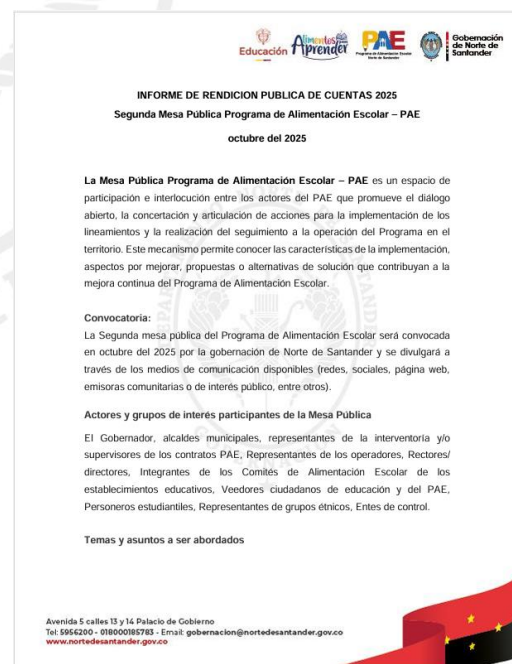 Educación
Alimentos para Aprender
PAE
Programa de Alimentación Escolar
Norte de Santander
Gobernación
de Norte de
Santander
INFORME DE RENDICION PUBLICA DE CUENTAS 2025
Segunda Mesa Pública Programa de Alimentación Escolar – PAE
octubre del 2025
La Mesa Pública Programa de Alimentación Escolar – PAE es un espacio de
participación e interlocución entre los actores del PAE que promueve el diálogo
abierto, la concertación y articulación de acciones para la implementación de los
lineamientos y la realización del seguimiento a la operación del Programa en el
territorio. Este mecanismo permite conocer las características de la implementación,
aspectos por mejorar, propuestas o alternativas de solución que contribuyan a la
mejora continua del Programa de Alimentación Escolar.
Convocatoria:
La Segunda mesa pública del Programa de Alimentación Escolar será convocada
en octubre del 2025 por la gobernación de Norte de Santander y se divulgará a
través de los medios de comunicación disponibles (redes, sociales, página web,
emisoras comunitarias o de interés público, entre otros).
Actores y grupos de interés participantes de la Mesa Pública
El Gobernador, alcaldes municipales, representantes de la interventoría y/o
supervisores de los contratos PAE, Representantes de los operadores, Rectores/
directores, Integrantes de los Comités de Alimentación Escolar de los
establecimientos educativos, Veedores ciudadanos de educación y del PAE,
Personeros estudiantiles, Representantes de grupos étnicos, Entes de control.
Temas y asuntos a ser abordados
Avenida 5 calles 13 y 14 Palacio de Gobierno
Tel: 5956200 - 018000185783 - Email: gobernacion@nortedesantander.gov.co
www.nortedesantander.gov.co